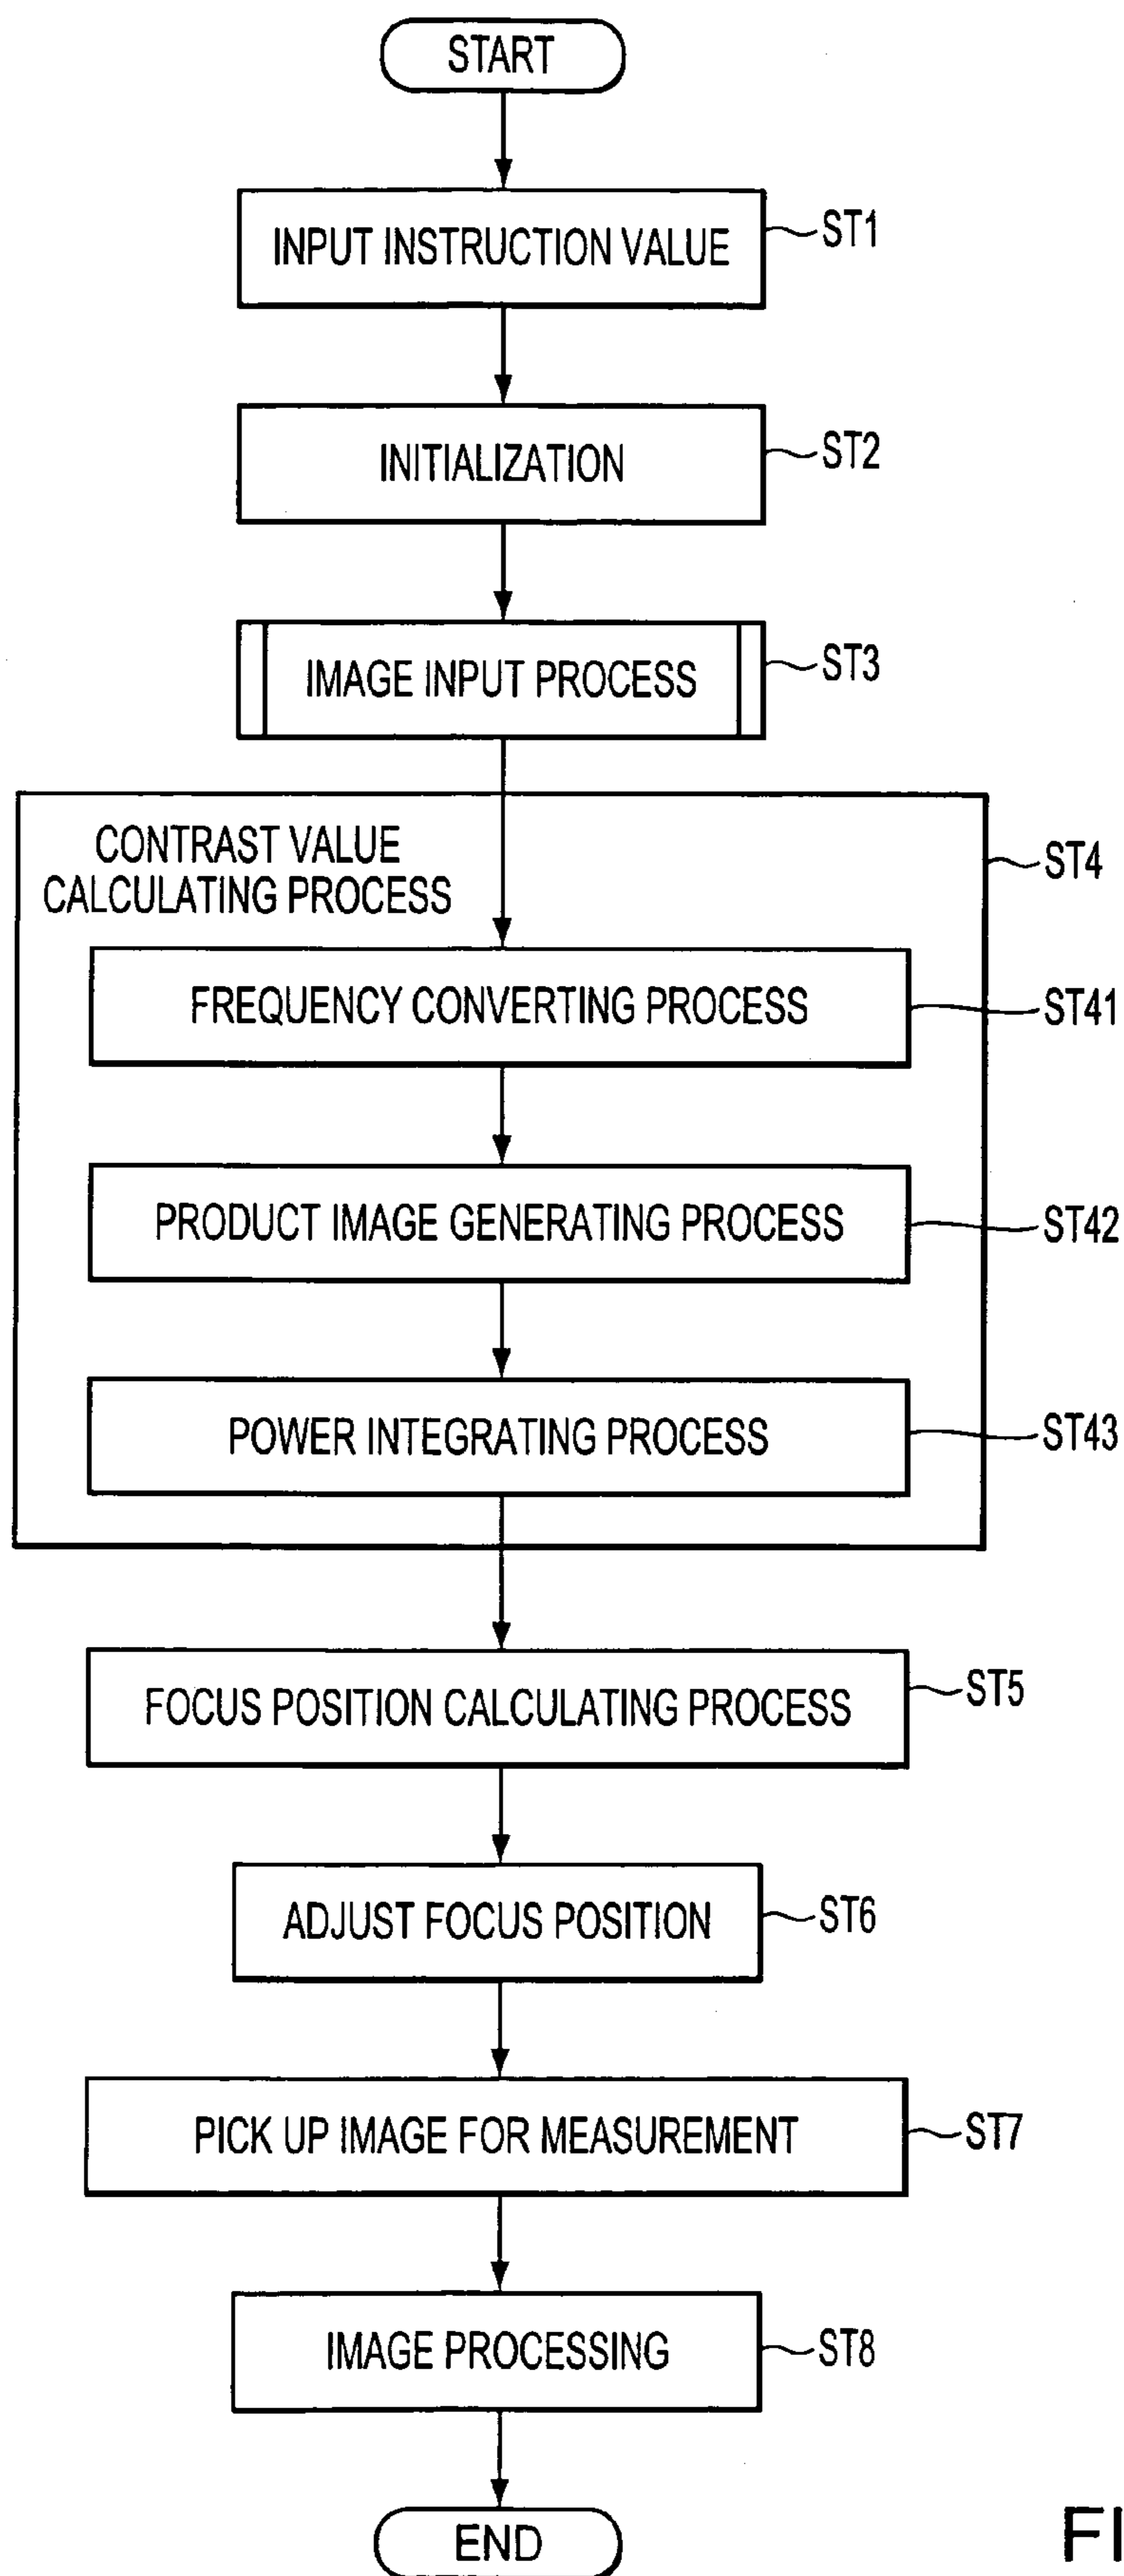 START
INPUT INSTRUCTION VALUE
ST1
INITIALIZATION
ST2
IMAGE INPUT PROCESS
ST3
CONTRAST VALUE
CALCULATING PROCESS
ST4
FREQUENCY CONVERTING PROCESS
ST41
PRODUCT IMAGE GENERATING PROCESS
ST42
POWER INTEGRATING PROCESS
ST43
FOCUS POSITION CALCULATING PROCESS
ST5
ADJUST FOCUS POSITION
ST6
PICK UP IMAGE FOR MEASUREMENT
ST7
IMAGE PROCESSING
ST8
END
FI